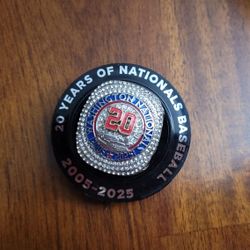 20 YEARS OF NATIONALS BASEBALL
2005-2025
WASHINGTON NATIONALS
20